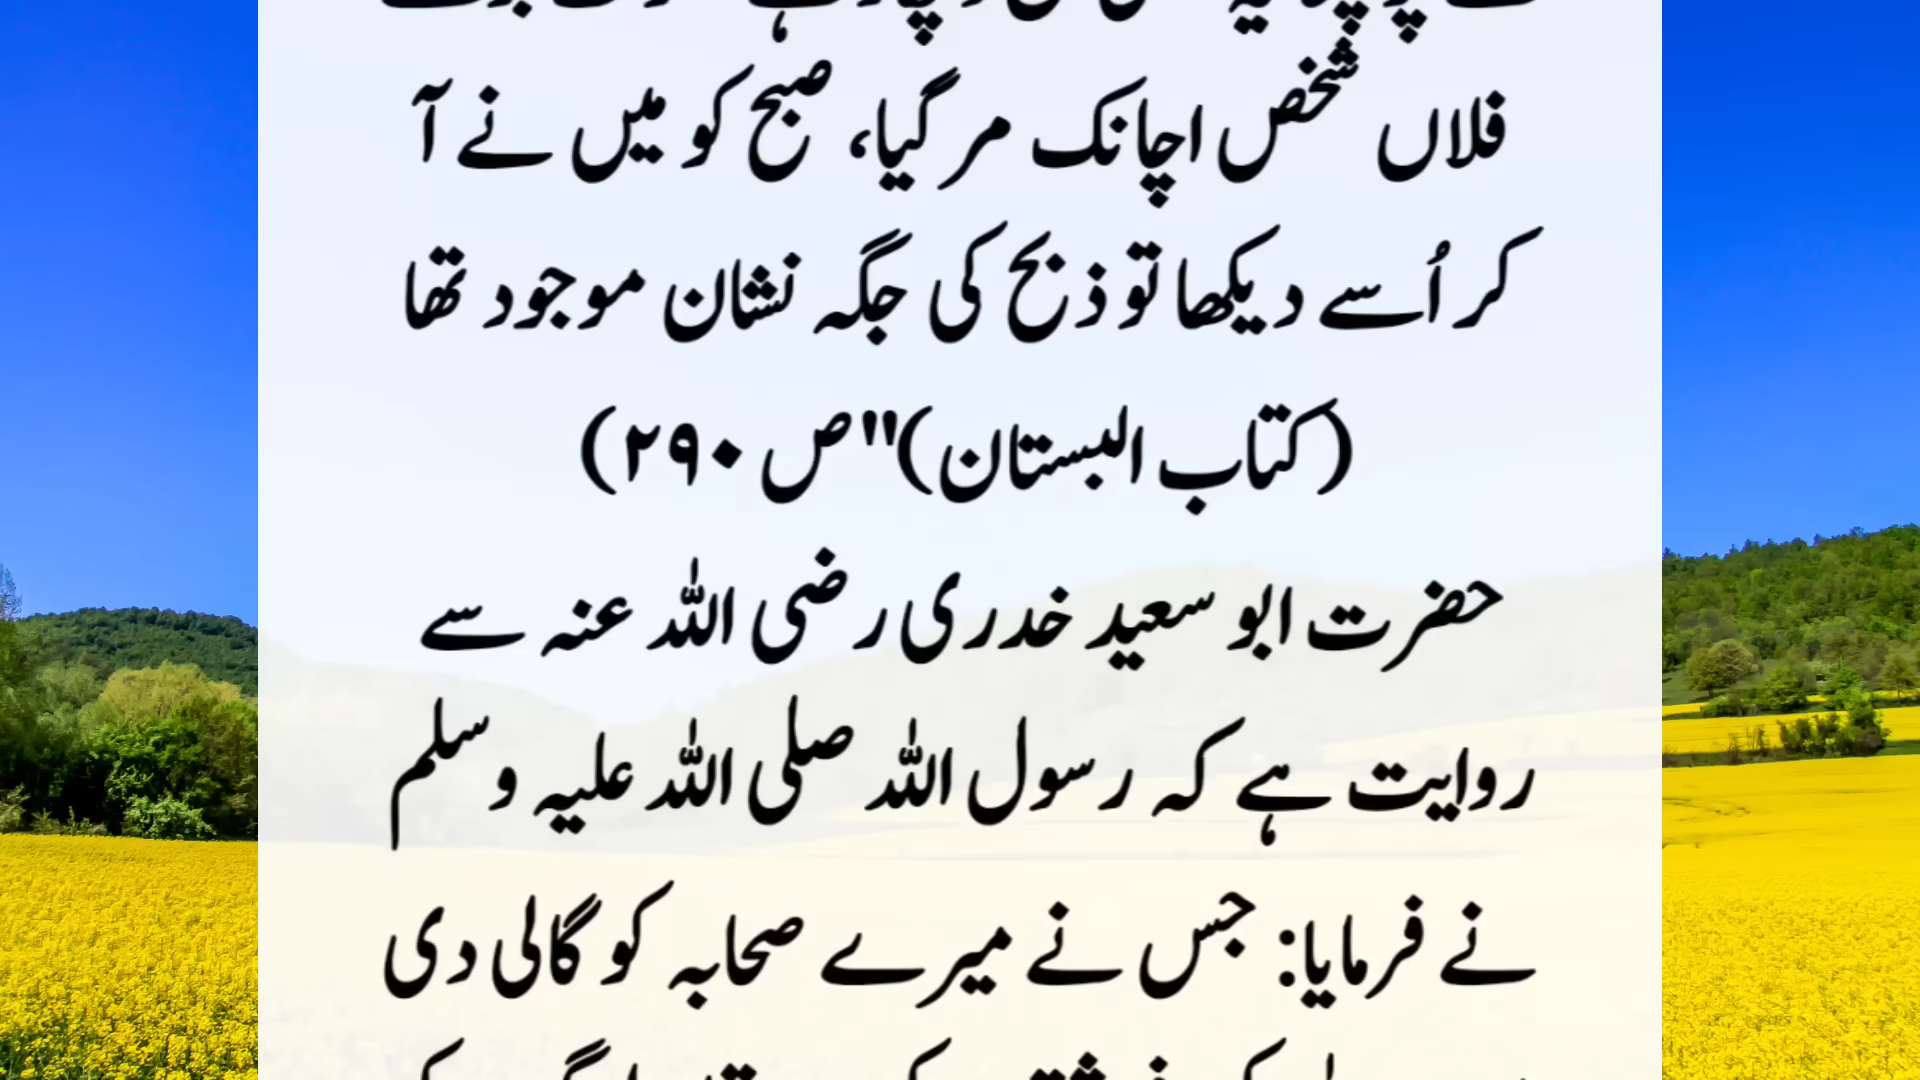 فلاں شخص اچانک مر گیا، صبح کو میں نے آ
کر اُسے دیکھا تو ذبح کی جگہ نشان موجود تھا
(کتاب البستان)"ص ۲۹۰)
حضرت ابو سعید خدری رضی اللہ عنہ سے
روایت ہے کہ رسول اللہ صلی اللہ علیہ وسلم
نے فرمایا: جس نے میرے صحابہ کو گالی دی